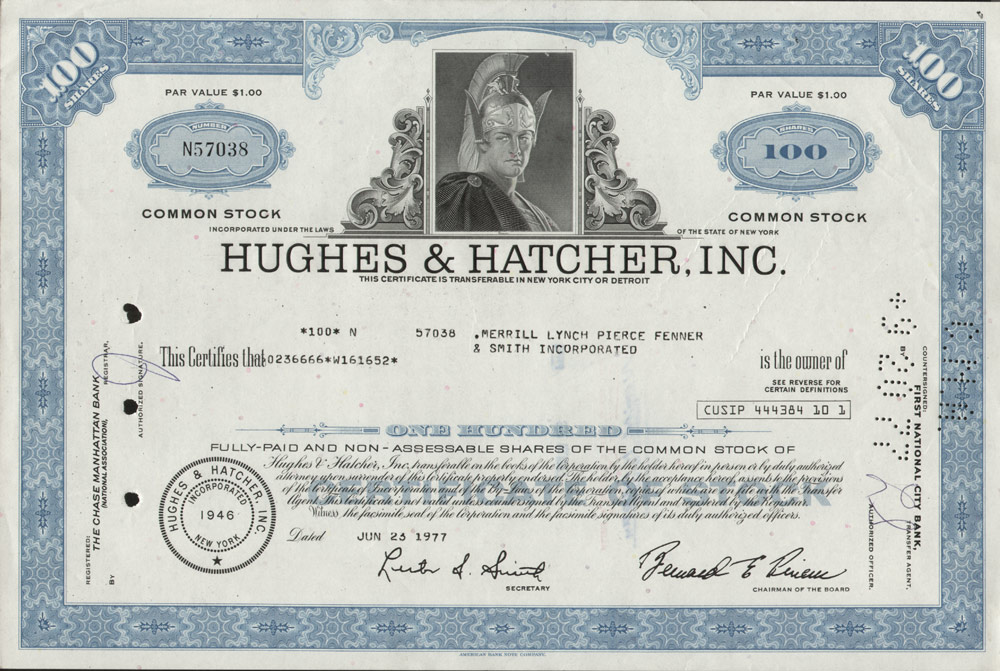 100 SHARES
100 SHARES
PAR VALUE $1.00
PAR VALUE $1.00
NUMBER
N57038
SHARES
100
COMMON STOCK
COMMON STOCK
INCORPORATED UNDER THE LAWS
OF THE STATE OF NEW YORK
HUGHES & HATCHER, INC.
THIS CERTIFICATE IS TRANSFERABLE IN NEW YORK CITY OR DETROIT
*100* N 57038 .MERRILL LYNCH PIERCE FENNER
& SMITH INCORPORATED
This Certifies that
0236666*W161652*
is the owner of
SEE REVERSE FOR
CERTAIN DEFINITIONS
CUSIP 444384 10 1
ONE HUNDRED
FULLY-PAID AND NON-ASSESSABLE SHARES OF THE COMMON STOCK OF
Hughes & Hatcher, Inc., transferable on the books of the Corporation by the holder hereof in person or by duly authorized
attorney upon surrender of this Certificate properly endorsed. The holder, by the acceptance hereof, assents to the provisions
of the Certificate of Incorporation and of the By-Laws of the Corporation, copies of which are on file with the Transfer
Agent. This Certificate is not valid unless countersigned by the Transfer Agent and registered by the Registrar.
Witness the facsimile seal of the Corporation and the facsimile signatures of its duly authorized officers.
Dated JUN 23 1977
HUGHES & HATCHER, INC.
INCORPORATED
1946
NEW YORK
SECRETARY
CHAIRMAN OF THE BOARD
REGISTERED:
THE CHASE MANHATTAN BANK
(NATIONAL ASSOCIATION),
REGISTRAR,
BY
AUTHORIZED SIGNATURE.
COUNTERSIGNED:
FIRST NATIONAL CITY BANK,
TRANSFER AGENT,
BY
AUTHORIZED OFFICER.
AMERICAN BANK NOTE COMPANY.